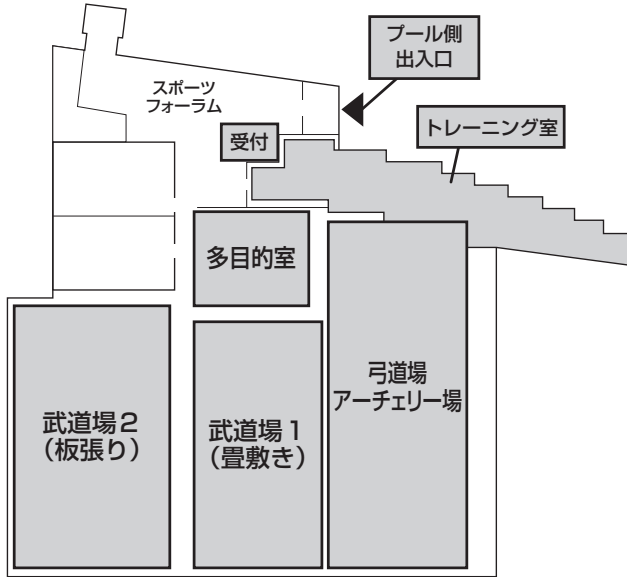 プール側
出入口
スポーツ
フォーラム
受付
トレーニング室
多目的室
弓道場
アーチェリー場
武道場2
(板張り)
武道場1
(畳敷き)